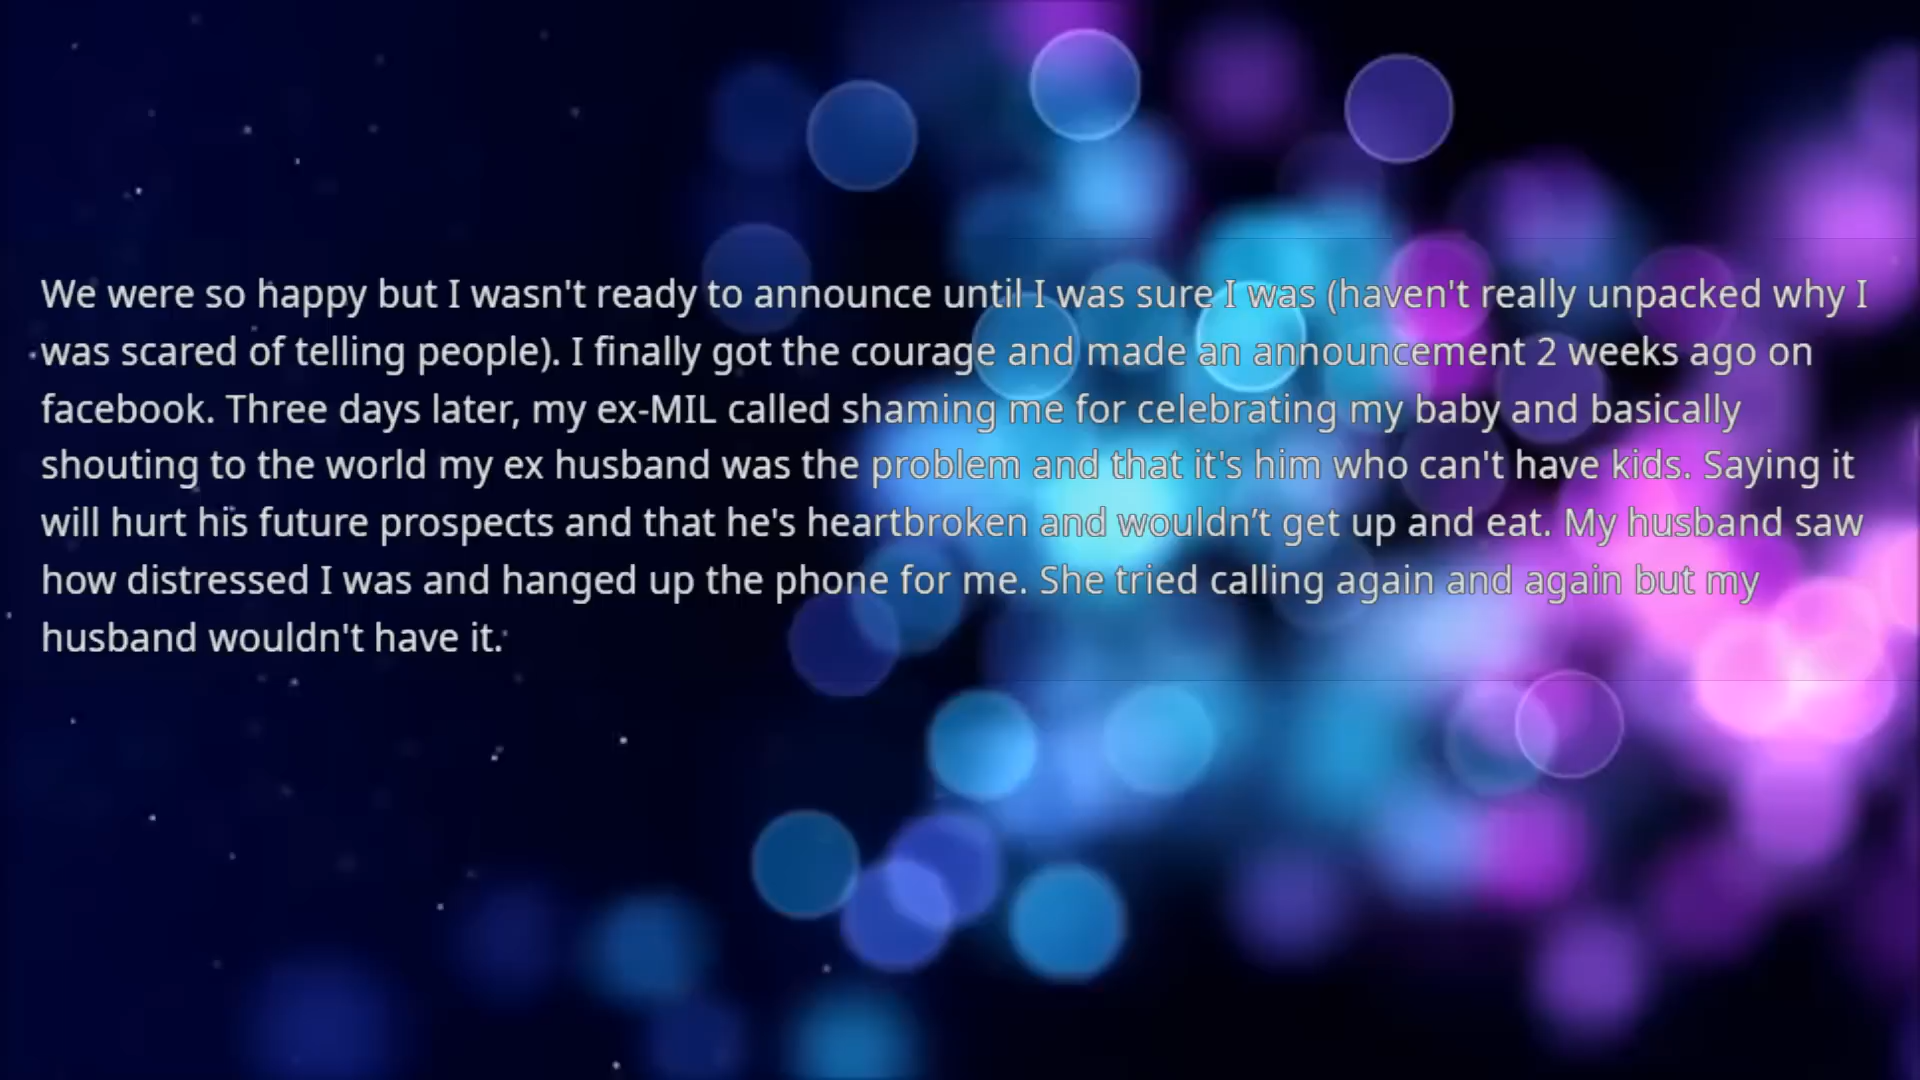 We were so happy but I wasn't ready to announce until I was sure I was (haven't really unpacked why I
was scared of telling people). I finally got the courage and made an announcement 2 weeks ago on
facebook. Three days later, my ex-MIL called shaming me for celebrating my baby and basically
shouting to the world my ex husband was the problem and that it's him who can't have kids. Saying it
will hurt his future prospects and that he's heartbroken and wouldn’t get up and eat. My husband saw
how distressed I was and hanged up the phone for me. She tried calling again and again but my
husband wouldn't have it.